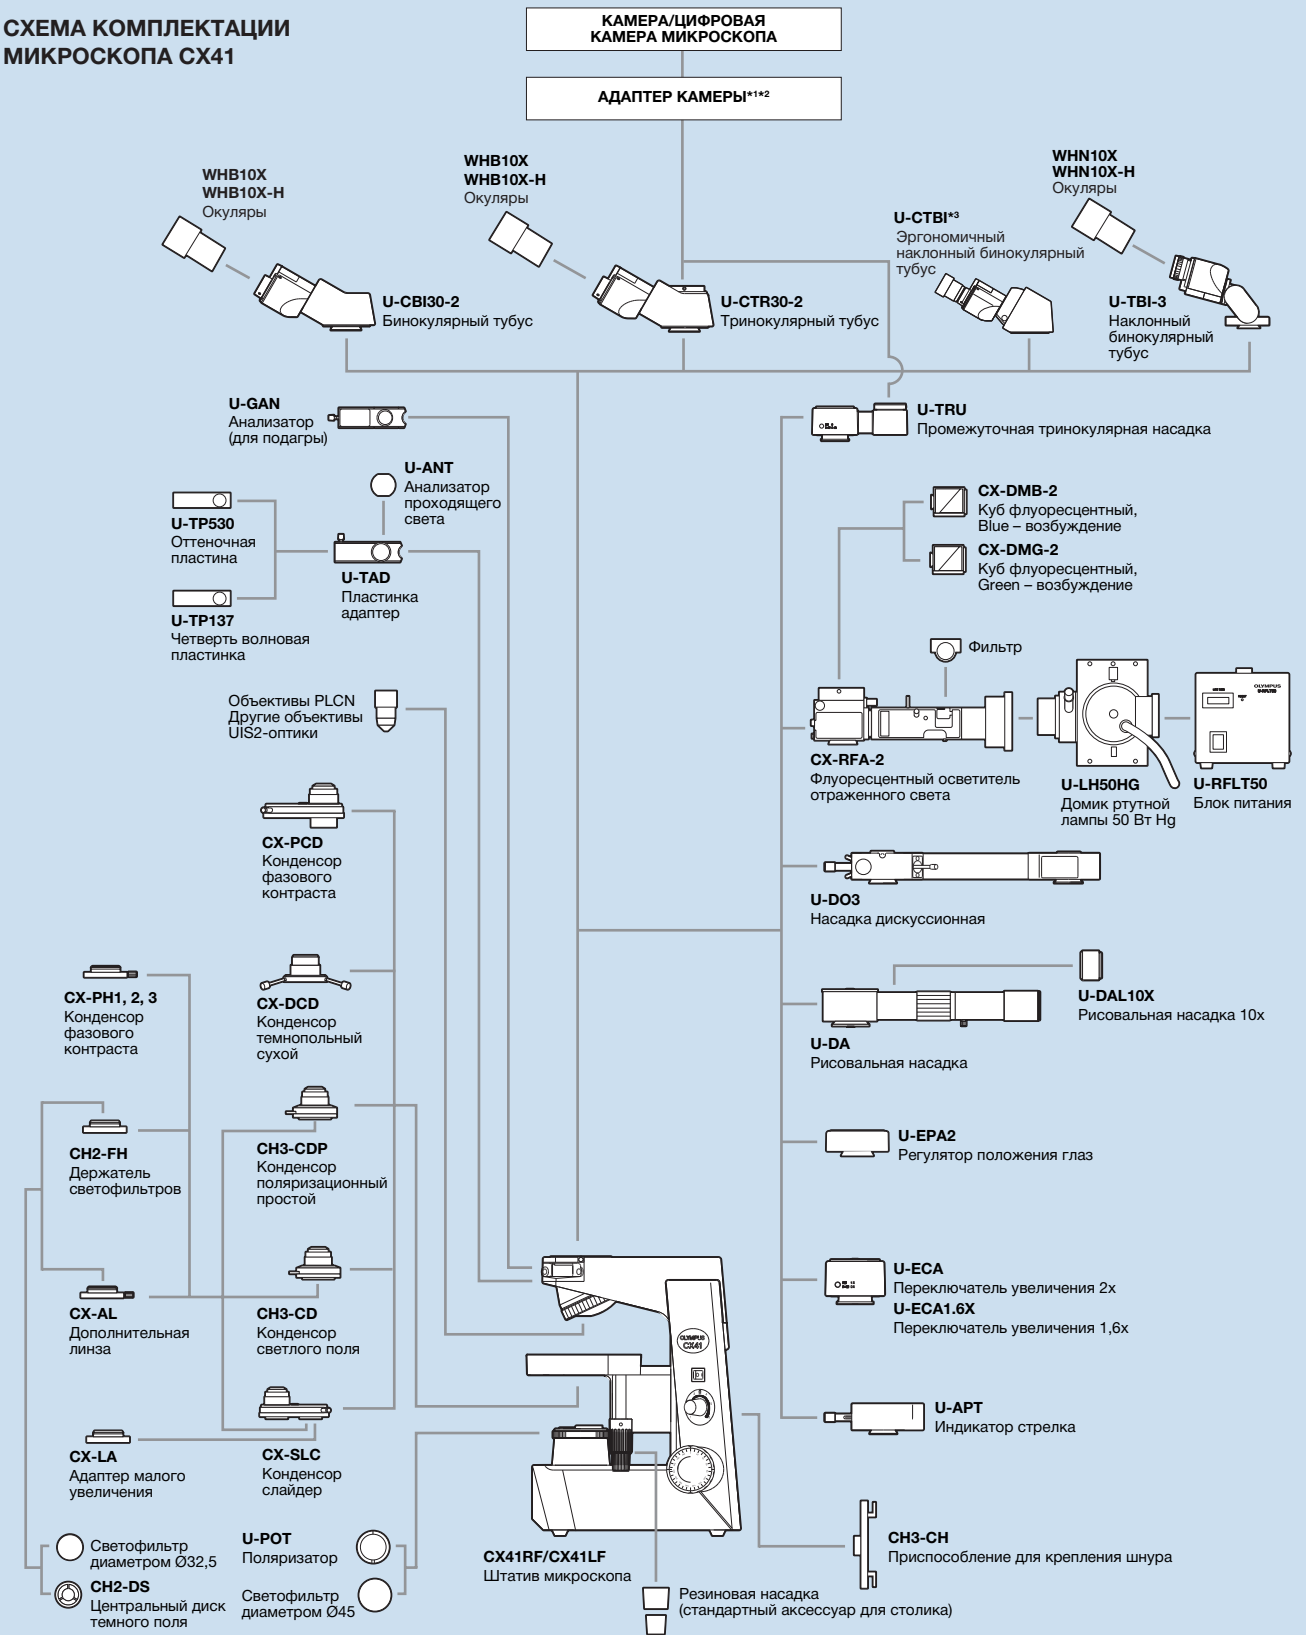 СХЕМА КОМПЛЕКТАЦИИ
МИКРОСКОПА CX41
КАМЕРА/ЦИФРОВАЯ
КАМЕРА МИКРОСКОПА
АДАПТЕР КАМЕРЫ*1*2
WHB10X
WHB10X-H
Окуляры
WHB10X
WHB10X-H
Окуляры
WHN10X
WHN10X-H
Окуляры
U-CTBI*3
Эргономичный
наклонный бинокулярный
тубус
U-CBI30-2
Бинокулярный тубус
U-CTR30-2
Тринокулярный тубус
U-TBI-3
Наклонный
бинокулярный
тубус
U-GAN
Анализатор
(для подагры)
U-TRU
Промежуточная тринокулярная насадка
U-ANT
Анализатор
проходящего
света
U-TP530
Оттеночная
пластина
U-TAD
Пластинка
адаптер
U-TP137
Четверть волновая
пластинка
CX-DMB-2
Куб флуоресцентный,
Blue – возбуждение
CX-DMG-2
Куб флуоресцентный,
Green – возбуждение
Фильтр
Объективы PLCN
Другие объективы
UIS2-оптики
OLYMPUS
U-RFLT50
CX-RFA-2
Флуоресцентный осветитель
отраженного света
U-LH50HG
Домик ртутной
лампы 50 Вт Hg
U-RFLT50
Блок питания
CX-PCD
Конденсор
фазового
контраста
U-DO3
Насадка дискуссионная
CX-PH1, 2, 3
Конденсор
фазового
контраста
CX-DCD
Конденсор
темнопольный
сухой
U-DAL10X
Рисовальная насадка 10x
U-DA
Рисовальная насадка
CH2-FH
Держатель
светофильтров
CH3-CDP
Конденсор
поляризационный
простой
U-EPA2
Регулятор положения глаз
CX-AL
Дополнительная
линза
CH3-CD
Конденсор
светлого поля
U-ECA
Переключатель увеличения 2x
U-ECA1.6X
Переключатель увеличения 1,6x
OLYMPUS
CX41
CX-LA
Адаптер малого
увеличения
CX-SLC
Конденсор
слайдер
U-APT
Индикатор стрелка
Светофильтр
диаметром Ø32,5
CH2-DS
Центральный диск
темного поля
U-POT
Поляризатор
Светофильтр
диаметром Ø45
CX41RF/CX41LF
Штатив микроскопа
CH3-CH
Приспособление для крепления шнура
Резиновая насадка
(стандартный аксессуар для столика)